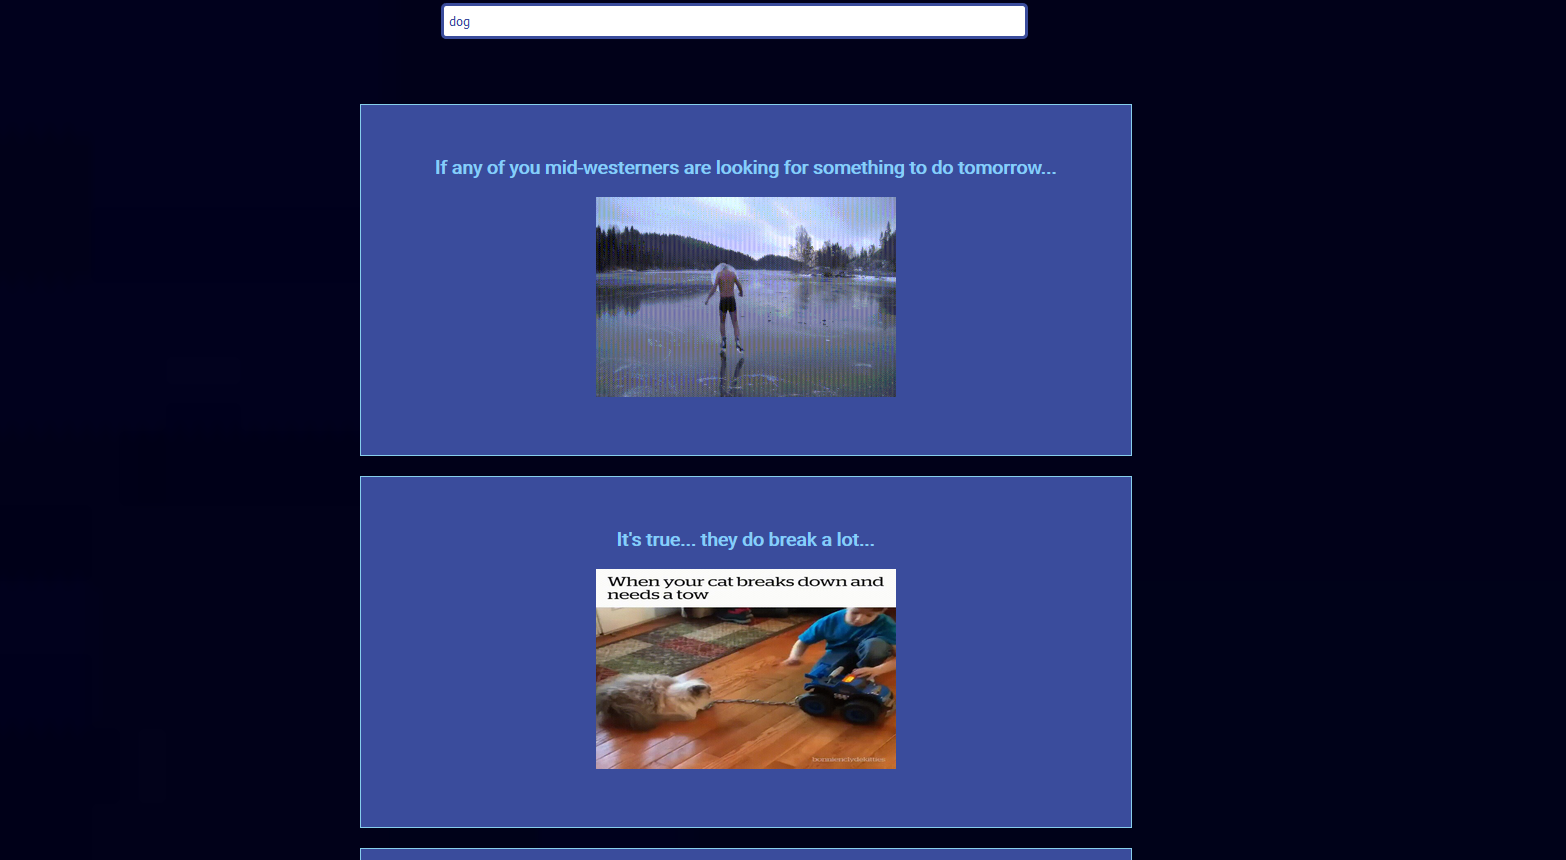 dog
If any of you mid-westerners are looking for something to do tomorrow...
It's true... they do break a lot...
When your cat breaks down and
needs a tow